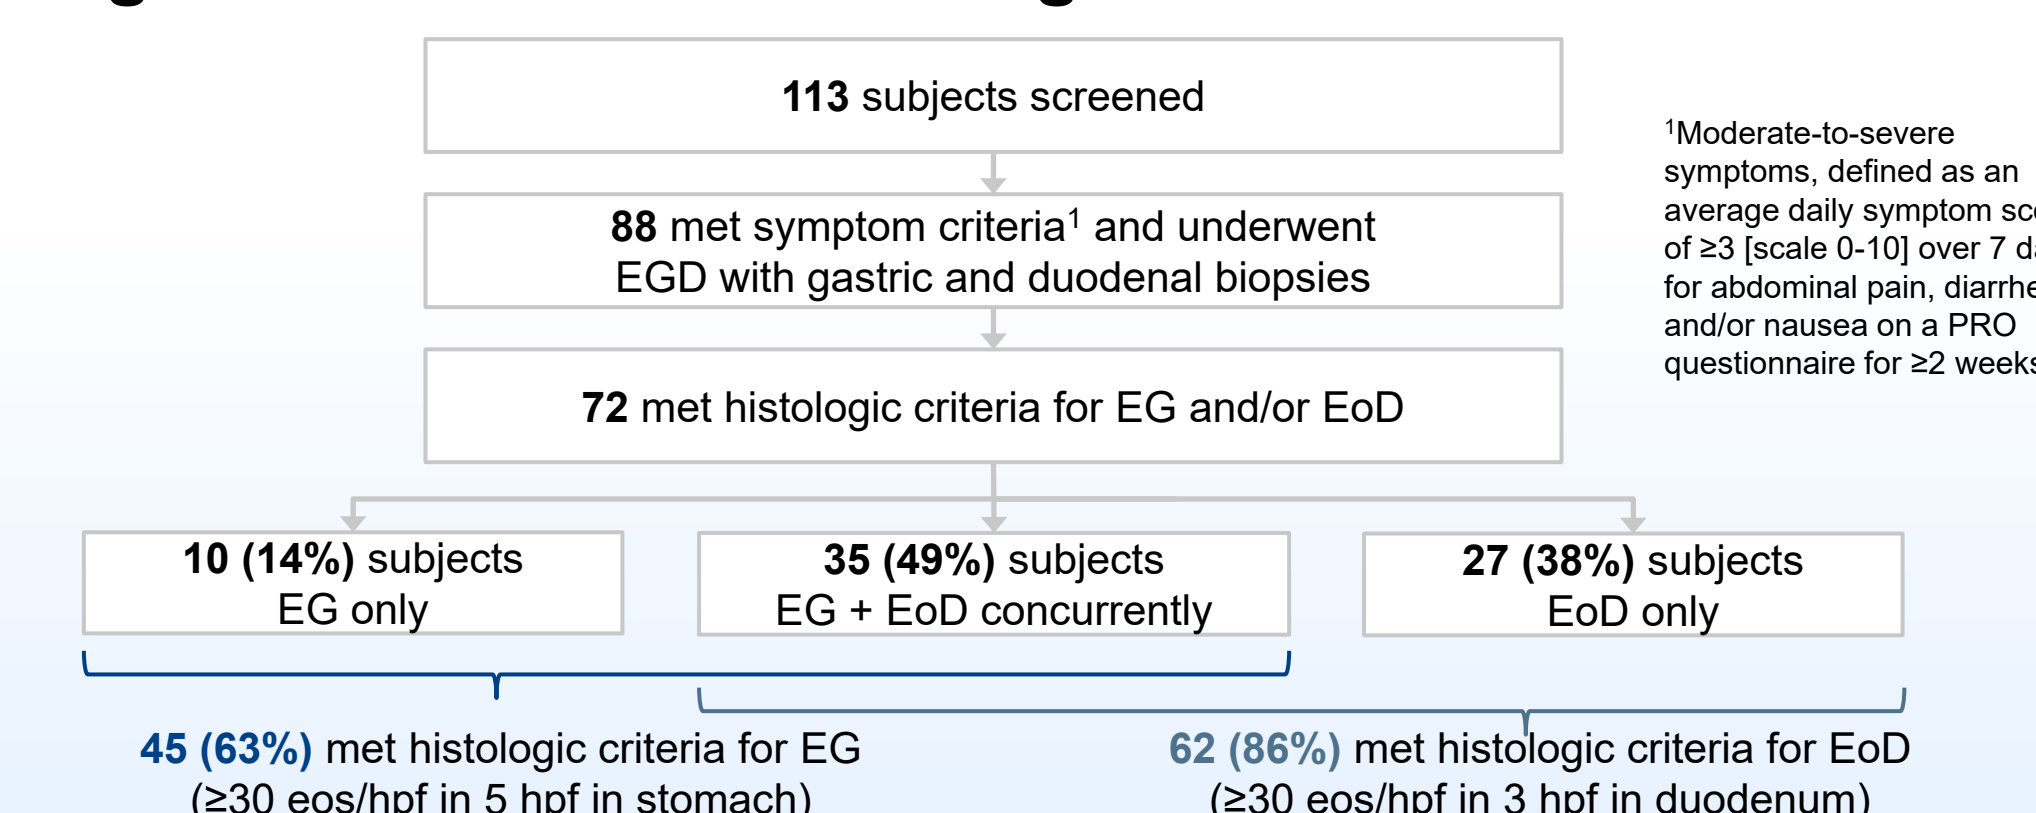 113 subjects screened
¹Moderate-to-severe
symptoms, defined as an
average daily symptom
of ≥3 [scale 0-10] over 7
for abdominal pain,
and/or nausea on a PRO
questionnaire for ≥2 weeks
88 met symptom criteria¹ and underwent
EGD with gastric and duodenal biopsies
72 met histologic criteria for EG and/or EoD
10 (14%) subjects
EG only
35 (49%) subjects
EG + EoD concurrently
27 (38%) subjects
EoD only
45 (63%) met histologic criteria for EG
(≥30 eos/hpf in 5 hpf in stomach)
62 (86%) met histologic criteria for EoD
(≥30 eos/hpf in 3 hpf in duodenum)